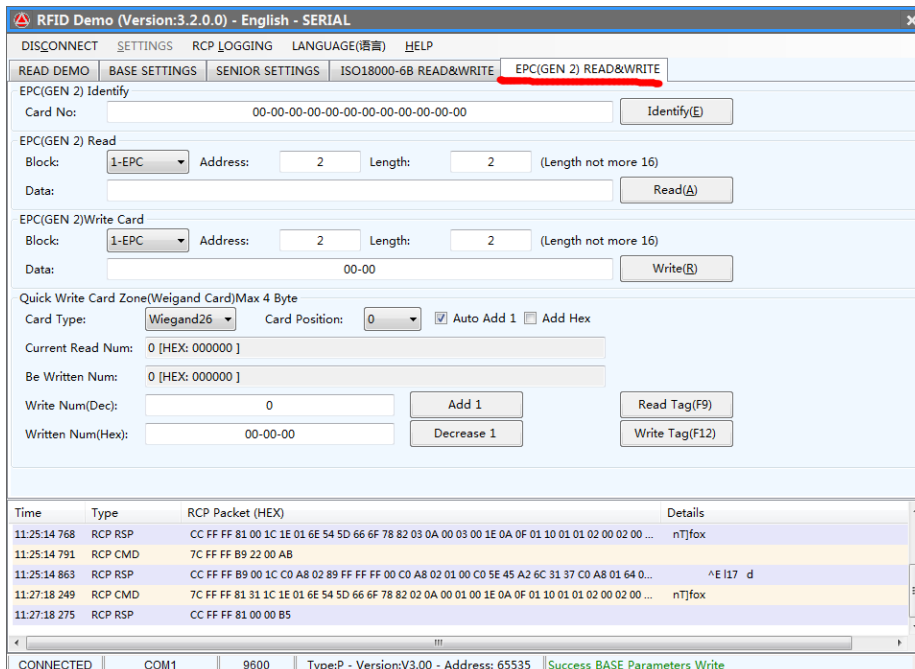 RFID Demo (Version:3.2.0.0) - English - SERIAL
DISCONNECT SETTINGS RCP LOGGING LANGUAGE(语言) HELP
READ DEMO BASE SETTINGS SENIOR SETTINGS ISO18000-6B READ&WRITE EPC(GEN 2) READ&WRITE
EPC(GEN 2) Identify
Card No: 00-00-00-00-00-00-00-00-00-00-00-00 Identify(E)
EPC(GEN 2) Read
Block: 1-EPC Address: 2 Length: 2 (Length not more 16)
Data: Read(A)
EPC(GEN 2)Write Card
Block: 1-EPC Address: 2 Length: 2 (Length not more 16)
Data: 00-00 Write(R)
Quick Write Card Zone(Weigand Card)Max 4 Byte
Card Type: Wiegand26 Card Position: 0 Auto Add 1 Add Hex
Current Read Num: 0 [HEX: 000000 ]
Be Written Num: 0 [HEX: 000000 ]
Write Num(Dec): 0 Add 1 Read Tag(F9)
Written Num(Hex): 00-00-00 Decrease 1 Write Tag(F12)
Time Type RCP Packet (HEX) Details
11:25:14 768 RCP RSP CC FF FF 81 00 1C 1E 01 6E 54 5D 66 6F 78 82 03 0A 00 03 00 1E 0A 0F 01 10 01 01 02 00 02 00 ... nT]fox
11:25:14 791 RCP CMD 7C FF FF B9 22 00 AB
11:25:14 863 RCP RSP CC FF FF B9 00 1C C0 A8 02 89 FF FF FF 00 C0 A8 02 01 00 C0 5E 45 A2 6C 31 37 C0 A8 01 64 0... ^E l17 d
11:27:18 249 RCP CMD 7C FF FF 81 31 1C 1E 01 6E 54 5D 66 6F 78 82 02 0A 00 01 00 1E 0A 0F 01 10 01 01 02 00 02 00 ... nT]fox
11:27:18 275 RCP RSP CC FF FF 81 00 00 B5
CONNECTED COM1 9600 Type:P - Version:V3.00 - Address: 65535 Success BASE Parameters Write